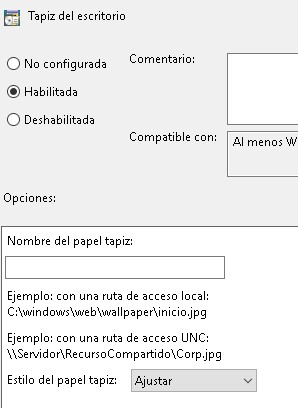 Tapiz del escritorio
No configurada
Comentario:
Habilitada
Deshabilitada
Compatible con:
Al menos W
Opciones:
Nombre del papel tapiz:
Ejemplo: con una ruta de acceso local:
C:\windows\web\wallpaper\inicio.jpg
Ejemplo: con una ruta de acceso UNC:
\\Servidor\RecursoCompartido\Corp.jpg
Estilo del papel tapiz: Ajustar